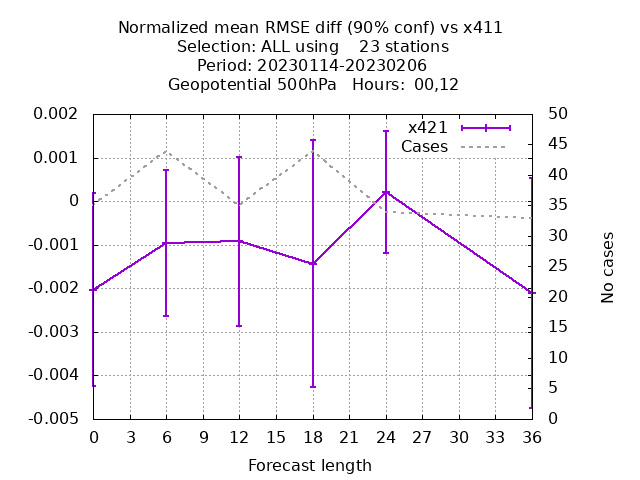 Normalized mean RMSE diff (90% conf) vs x411
Selection: ALL using    23 stations
Period: 20230114-20230206
Geopotential 500hPa   Hours:  00,12
x421
Cases
0.002
0.001
0
-0.001
-0.002
-0.003
-0.004
-0.005
50
45
40
35
30
25
20
15
10
5
0
No cases
0 3 6 9 12 15 18 21 24 27 30 33 36
Forecast length